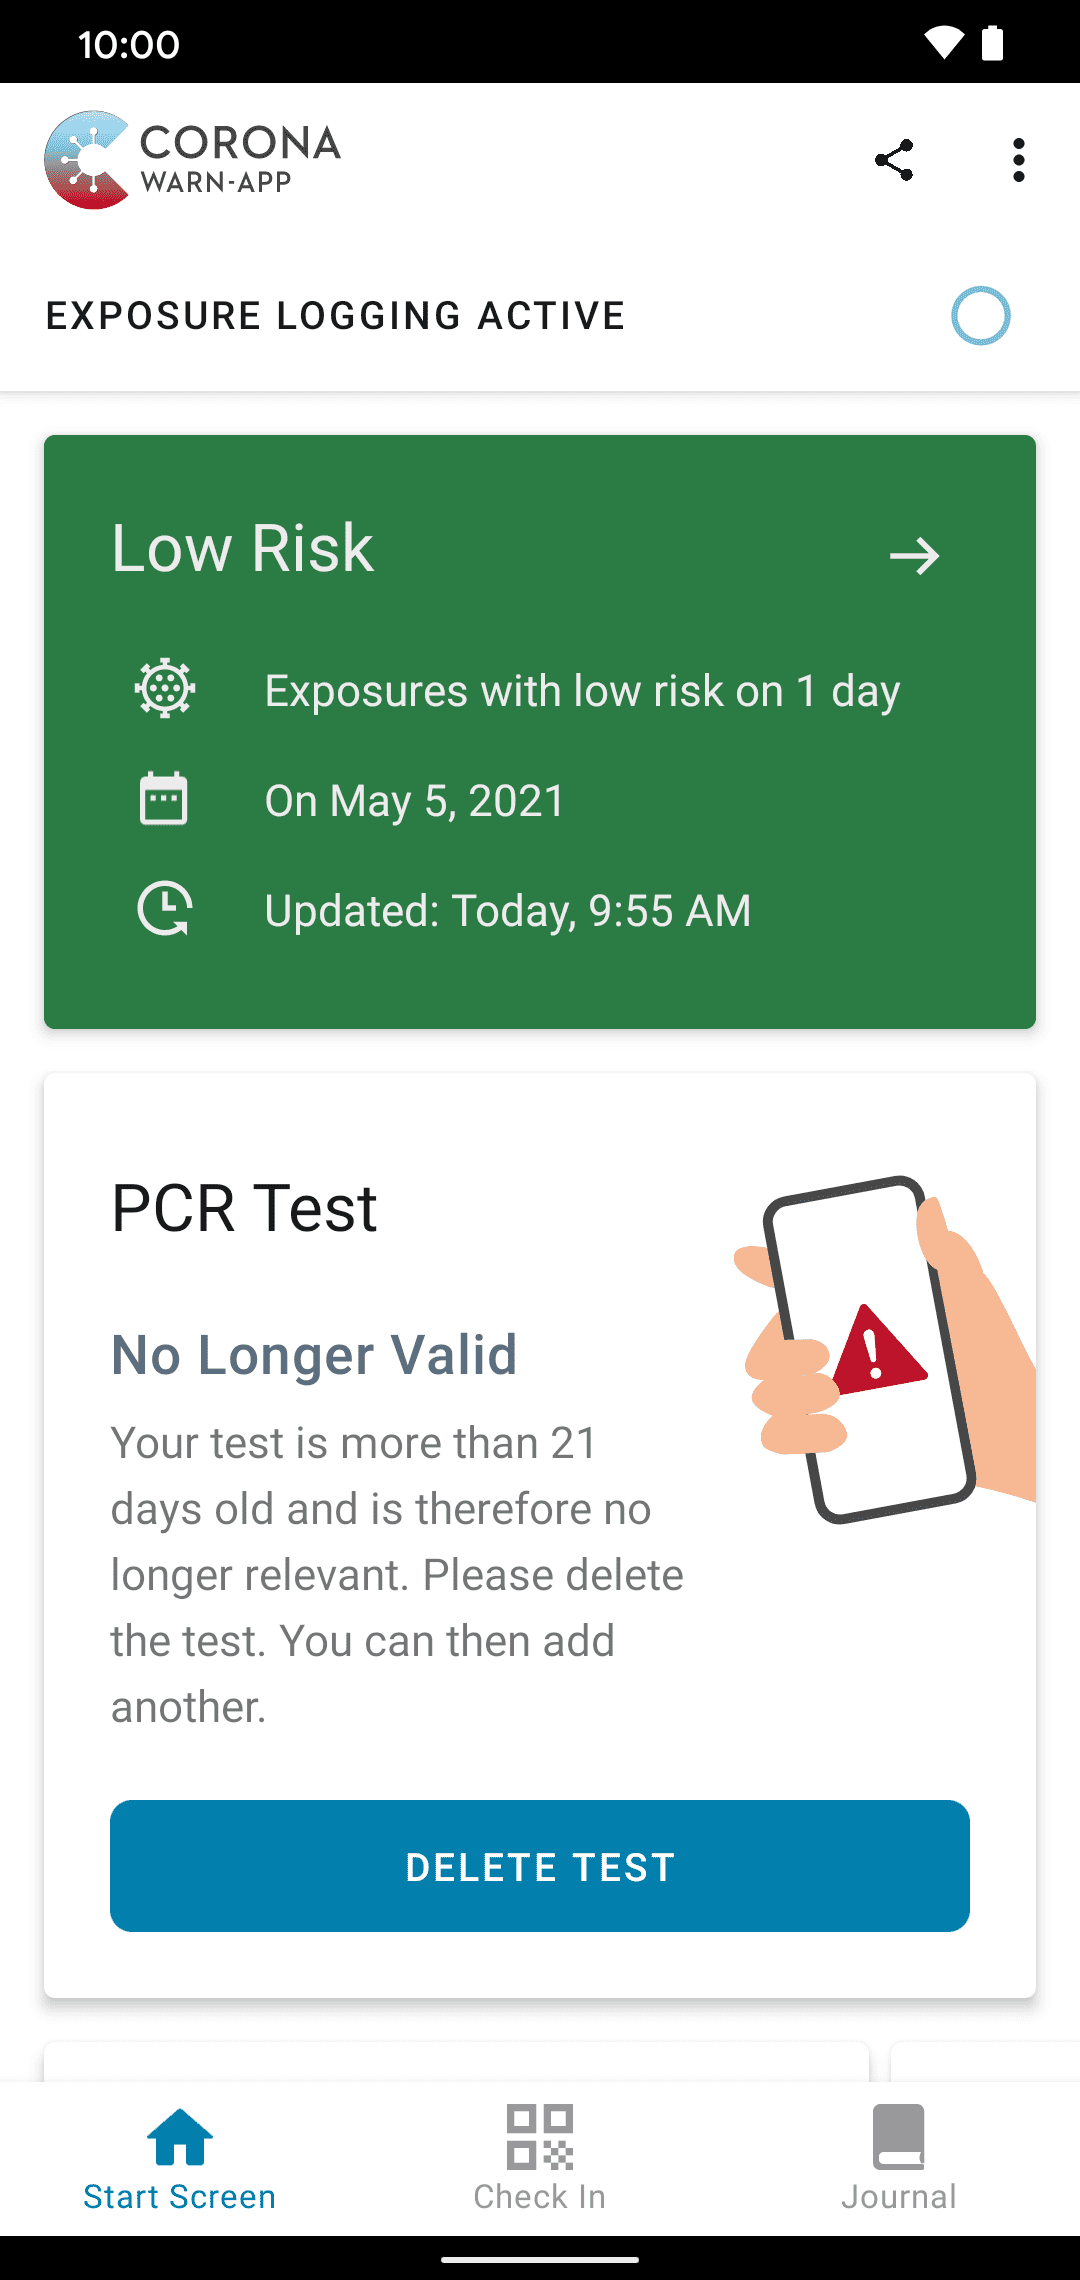 10:00
CORONA
WARN-APP
EXPOSURE LOGGING ACTIVE
Low Risk
Exposures with low risk on 1 day
On May 5, 2021
Updated: Today, 9:55 AM
PCR Test
No Longer Valid
Your test is more than 21
days old and is therefore no
longer relevant. Please delete
the test. You can then add
another.
DELETE TEST
Start Screen
Check In
Journal